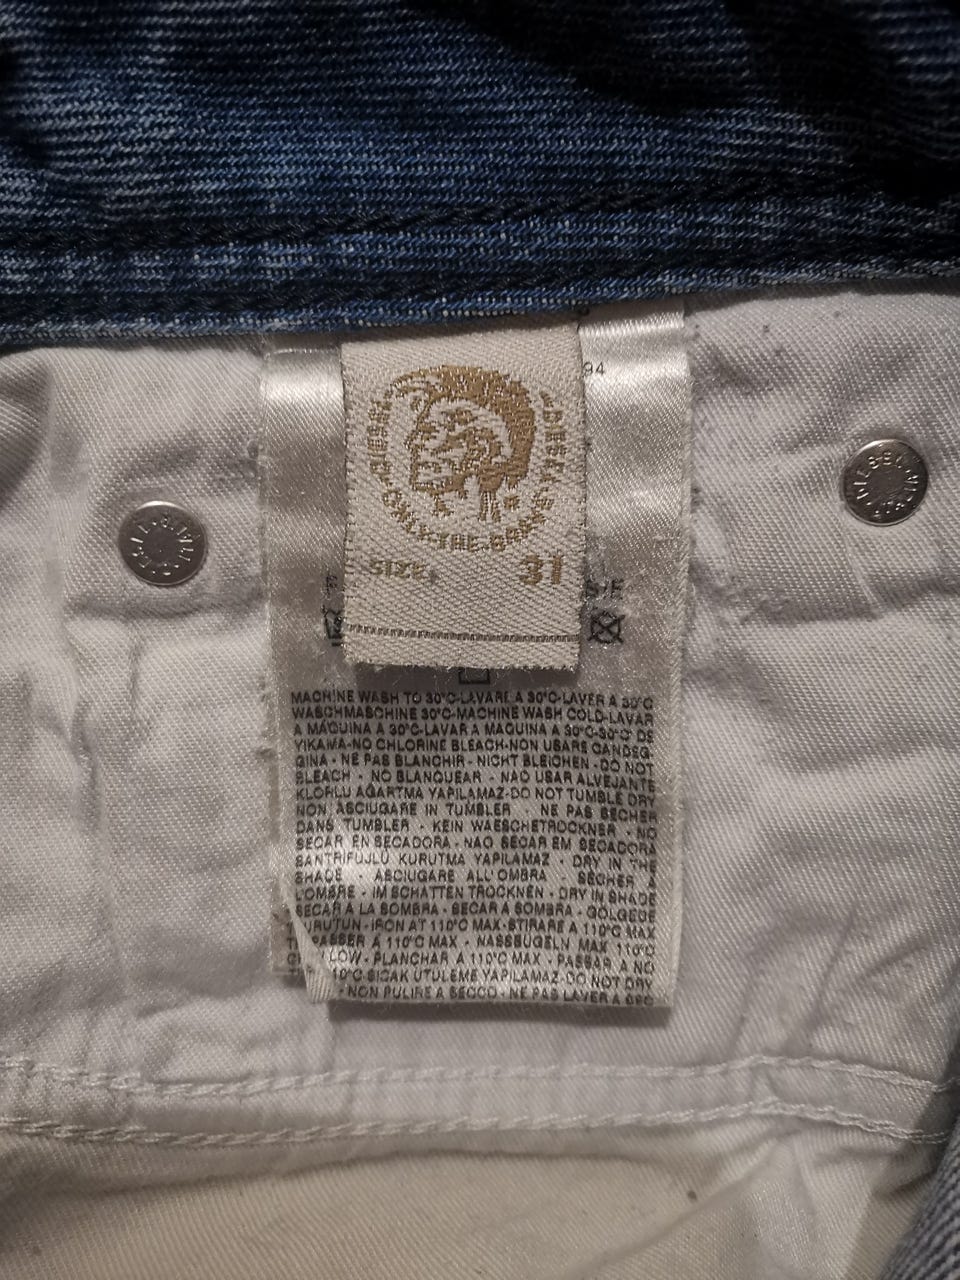 94
"DIESEL"
"DIESEL"
ONLY·THE·BRAVE
SIZE 31
MACHINE WASH TO 30°C-LAVARE A 30°C-LAVER A 30°C
WASCHMASCHINE 30°C-MACHINE WASH COLD-LAVAR
A MAQUINA A 30°C-LAVAR A MAQUINA A 30°C-30°C DE
YIKAMA-NO CHLORINE BLEACH-NON USARE CANDEG
GINA - NE PAS BLANCHIR - NICHT BLEICHEN - DO NOT
BLEACH - NO BLANQUEAR - NAO USAR ALVEJANTE
KLORLU AĞARTMA YAPILAMAZ-DO NOT TUMBLE DRY
NON ASCIUGARE IN TUMBLER - NE PAS SECHER
DANS TUMBLER - KEIN WAESCHETROCKNER - NO
SECAR EN SECADORA - NAO SECAR EM SECADORA
SANTRIFUJLU KURUTMA YAPILAMAZ - DRY IN THE
SHADE - ASCIUGARE ALL'OMBRA - SECHER A
L'OMBRE - IM SCHATTEN TROCKNEN - DRY IN SHADE
SECAR A LA SOMBRA - SECAR A SOMBRA - GÖLGEDE
KURUTUN - IRON AT 110°C MAX-STIRARE A 110°C MAX
PASSER A 110°C MAX - NASSBÜGELN MAX 110°C
LOW - PLANCHAR A 110°C MAX - PASSAR A NO
110°C SICAK UTULEME YAPILAMAZ-DO NOT DRY
- NON PULIRE A SECCO - NE PAS LAVER A SEC